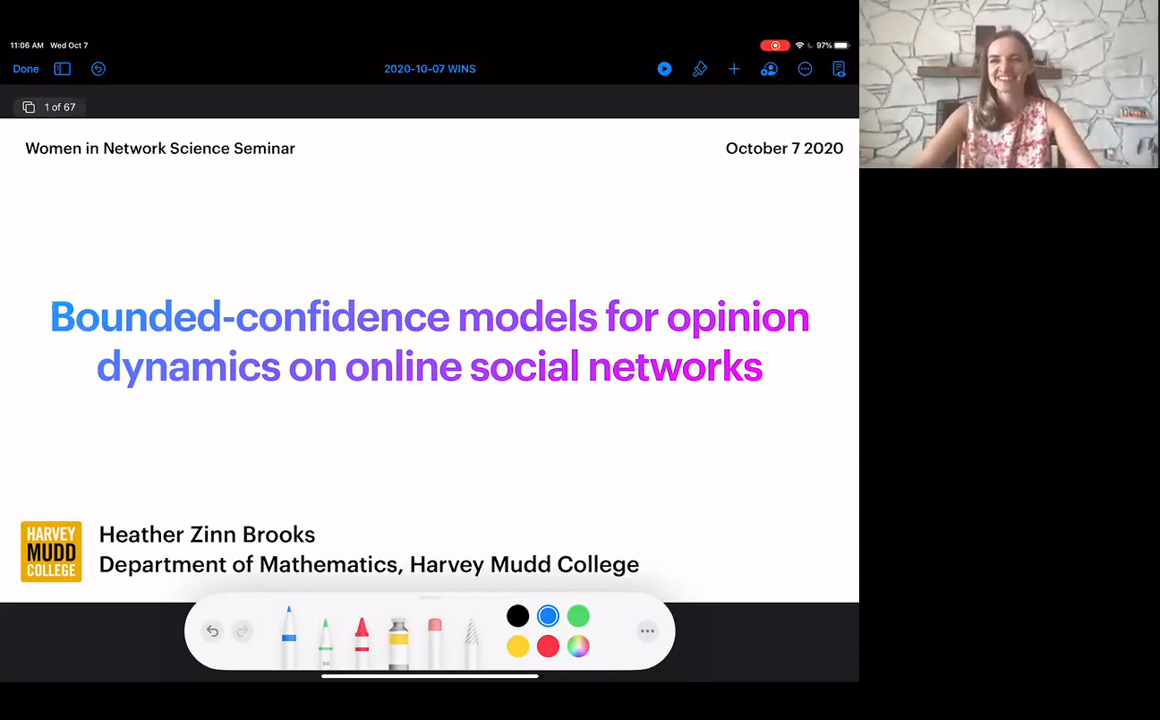 11:06 AM Wed Oct 7
97%
Done
2020-10-07 WINS
1 of 67
Women in Network Science Seminar
October 7 2020
Bounded-confidence models for opinion
dynamics on online social networks
HARVEY
MUDD
COLLEGE
Heather Zinn Brooks
Department of Mathematics, Harvey Mudd College